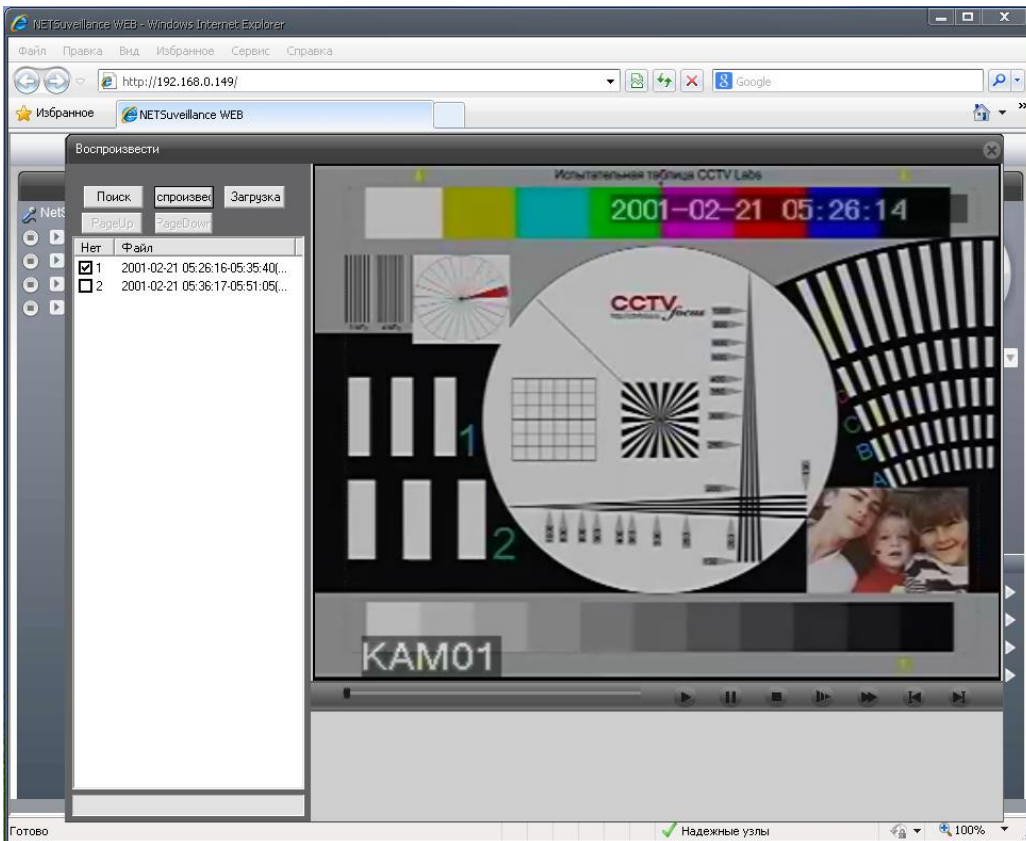 NETSuveillance WEB - Windows Internet Explorer
Файл Правка Вид Избранное Сервис Справка
http://192.168.0.149/
Google
Избранное
NETSuveillance WEB
Воспроизвести
Поиск спроизвес Загрузка
PageUp PageDown
Нет Файл
1 2001-02-21 05:26:16-05:35:40(...
2 2001-02-21 05:36:17-05:51:05(...
NetS
Испытательная таблица CCTV Labs
2001-02-21 05:26:14
CCTV
focus
1
2
D
C
B
A
KAM01
Готово
Надежные узлы
100%